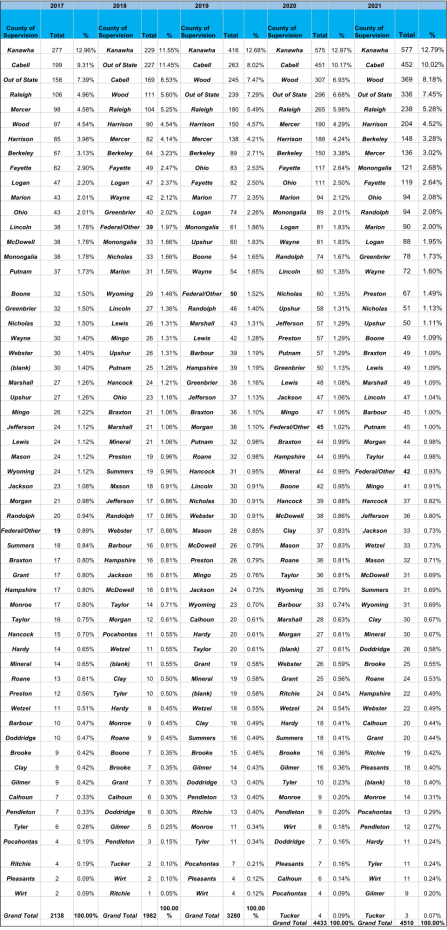 2017 2018 2019 2020 2021
County of Supervision Total % County of Supervision Total % County of Supervision Total % County of Supervision Total % County of Supervision Total %
Kanawha 277 12.96% Kanawha 229 11.55% Kanawha 416 12.68% Kanawha 575 12.97% Kanawha 577 12.79%
Cabell 199 9.31% Out of State 227 11.45% Cabell 263 8.02% Cabell 451 10.17% Cabell 452 10.02%
Out of State 158 7.39% Cabell 169 8.53% Wood 245 7.47% Wood 307 6.93% Wood 369 8.18%
Raleigh 106 4.96% Wood 111 5.60% Out of State 239 7.29% Out of State 296 6.68% Out of State 336 7.45%
Mercer 98 4.58% Raleigh 104 5.25% Raleigh 180 5.49% Raleigh 265 5.98% Raleigh 238 5.28%
Wood 97 4.54% Harrison 90 4.54% Harrison 150 4.57% Mercer 190 4.29% Harrison 204 4.52%
Harrison 85 3.98% Mercer 82 4.14% Mercer 138 4.21% Harrison 188 4.24% Berkeley 148 3.28%
Berkeley 67 3.13% Berkeley 64 3.23% Berkeley 89 2.71% Berkeley 150 3.38% Mercer 136 3.02%
Fayette 62 2.90% Fayette 49 2.47% Ohio 83 2.53% Fayette 117 2.64% Monongalia 121 2.68%
Logan 47 2.20% Logan 47 2.37% Fayette 82 2.50% Ohio 111 2.50% Fayette 119 2.64%
Marion 43 2.01% Wayne 42 2.12% Marion 77 2.35% Marion 94 2.12% Ohio 94 2.08%
Ohio 43 2.01% Greenbrier 40 2.02% Logan 74 2.26% Monongalia 89 2.01% Randolph 94 2.08%
Lincoln 38 1.78% Federal/Other 39 1.97% Monongalia 61 1.86% Logan 81 1.83% Marion 90 2.00%
McDowell 38 1.78% Monongalia 33 1.66% Upshur 60 1.83% Wayne 81 1.83% Logan 88 1.95%
Monongalia 38 1.78% Nicholas 33 1.66% Boone 54 1.65% Randolph 74 1.67% Greenbrier 78 1.73%
Putnam 37 1.73% Marion 31 1.56% Wayne 54 1.65% Lincoln 60 1.35% Wayne 72 1.60%
Boone 32 1.50% Wyoming 29 1.46% Federal/Other 50 1.52% Nicholas 60 1.35% Preston 67 1.49%
Greenbrier 32 1.50% Lincoln 27 1.36% Randolph 46 1.40% Upshur 58 1.31% Nicholas 51 1.13%
Nicholas 32 1.50% Lewis 26 1.31% Marshall 43 1.31% Jefferson 57 1.29% Upshur 50 1.11%
Wayne 30 1.40% Mingo 26 1.31% Lewis 42 1.28% Preston 57 1.29% Boone 49 1.09%
Webster 30 1.40% Upshur 26 1.31% Barbour 39 1.19% Putnam 57 1.29% Braxton 49 1.09%
(blank) 30 1.40% Putnam 25 1.26% Hampshire 39 1.19% Greenbrier 50 1.13% Lewis 49 1.09%
Marshall 27 1.26% Hancock 24 1.21% Greenbrier 38 1.16% Lewis 48 1.08% Marshall 49 1.09%
Upshur 27 1.26% Ohio 23 1.16% Jefferson 37 1.13% Jackson 47 1.06% Lincoln 47 1.04%
Mingo 26 1.22% Braxton 21 1.06% Braxton 36 1.10% Mingo 47 1.06% Barbour 45 1.00%
Jefferson 24 1.12% Marshall 21 1.06% Morgan 36 1.10% Federal/Other 45 1.02% Putnam 45 1.00%
Lewis 24 1.12% Mineral 21 1.06% Putnam 32 0.98% Braxton 44 0.99% Morgan 44 0.98%
Mason 24 1.12% Preston 19 0.96% Roane 32 0.98% Hampshire 44 0.99% Taylor 44 0.98%
Wyoming 24 1.12% Summers 19 0.96% Hancock 31 0.95% Mineral 44 0.99% Federal/Other 42 0.93%
Jackson 23 1.08% Mason 18 0.91% Lincoln 30 0.91% Boone 42 0.95% Mingo 41 0.91%
Morgan 21 0.98% Jefferson 17 0.86% Nicholas 30 0.91% Hancock 39 0.88% Hancock 37 0.82%
Randolph 20 0.94% Randolph 17 0.86% Webster 30 0.91% McDowell 38 0.86% Jefferson 36 0.80%
Federal/Other 19 0.89% Webster 17 0.86% Mason 28 0.85% Clay 37 0.83% Jackson 33 0.73%
Summers 18 0.84% Barbour 16 0.81% McDowell 26 0.79% Mason 37 0.83% Wetzel 33 0.73%
Braxton 17 0.80% Hampshire 16 0.81% Preston 26 0.79% Roane 36 0.81% Mason 32 0.71%
Grant 17 0.80% Jackson 16 0.81% Mingo 25 0.76% Taylor 36 0.81% McDowell 31 0.69%
Hampshire 17 0.80% McDowell 16 0.81% Jackson 24 0.73% Wyoming 35 0.79% Summers 31 0.69%
Monroe 17 0.80% Taylor 14 0.71% Wyoming 23 0.70% Barbour 33 0.74% Wyoming 31 0.69%
Taylor 16 0.75% Morgan 12 0.61% Calhoun 20 0.61% Marshall 28 0.63% Clay 30 0.67%
Hancock 15 0.70% Pocahontas 11 0.55% Hardy 20 0.61% Morgan 27 0.61% Mineral 30 0.67%
Hardy 14 0.65% Wetzel 11 0.55% Taylor 20 0.61% (blank) 27 0.61% Doddridge 26 0.58%
Mineral 14 0.65% (blank) 11 0.55% Grant 19 0.58% Webster 26 0.59% Brooke 25 0.55%
Roane 13 0.61% Clay 10 0.50% Mineral 19 0.58% Grant 25 0.56% Roane 24 0.53%
Preston 12 0.56% Tyler 10 0.50% (blank) 19 0.58% Ritchie 24 0.54% Hampshire 22 0.49%
Wetzel 11 0.51% Hardy 9 0.45% Wetzel 18 0.55% Wetzel 24 0.54% Webster 22 0.49%
Barbour 10 0.47% Monroe 9 0.45% Clay 16 0.49% Hardy 18 0.41% Calhoun 20 0.44%
Doddridge 10 0.47% Roane 9 0.45% Summers 16 0.49% Summers 18 0.41% Grant 20 0.44%
Brooke 9 0.42% Boone 7 0.35% Brooke 15 0.46% Brooke 16 0.36% Ritchie 19 0.42%
Clay 9 0.42% Brooke 7 0.35% Gilmer 14 0.43% Gilmer 16 0.36% Pleasants 18 0.40%
Gilmer 9 0.42% Grant 7 0.35% Doddridge 13 0.40% Tyler 10 0.23% (blank) 18 0.40%
Calhoun 7 0.33% Calhoun 6 0.30% Pendleton 13 0.40% Monroe 9 0.20% Monroe 14 0.31%
Pendleton 7 0.33% Doddridge 6 0.30% Ritchie 13 0.40% Pendleton 9 0.20% Pocahontas 13 0.29%
Tyler 6 0.28% Gilmer 5 0.25% Monroe 11 0.34% Wirt 8 0.18% Pendleton 12 0.27%
Pocahontas 4 0.19% Pendleton 3 0.15% Tyler 11 0.34% Doddridge 7 0.16% Hardy 11 0.24%
Ritchie 4 0.19% Tucker 2 0.10% Pocahontas 7 0.21% Pleasants 7 0.16% Tyler 11 0.24%
Pleasants 2 0.09% Wirt 2 0.10% Pleasants 4 0.12% Calhoun 6 0.14% Wirt 11 0.24%
Wirt 2 0.09% Ritchie 1 0.05% Wirt 4 0.12% Pocahontas 4 0.09% Gilmer 9 0.20%
Grand Total 2138 100.00% Grand Total 1982 100.00% Grand Total 3280 100.00% Tucker 4 0.09% Tucker 3 0.07%
Grand Total 4433 100.00% Grand Total 4510 100.00%